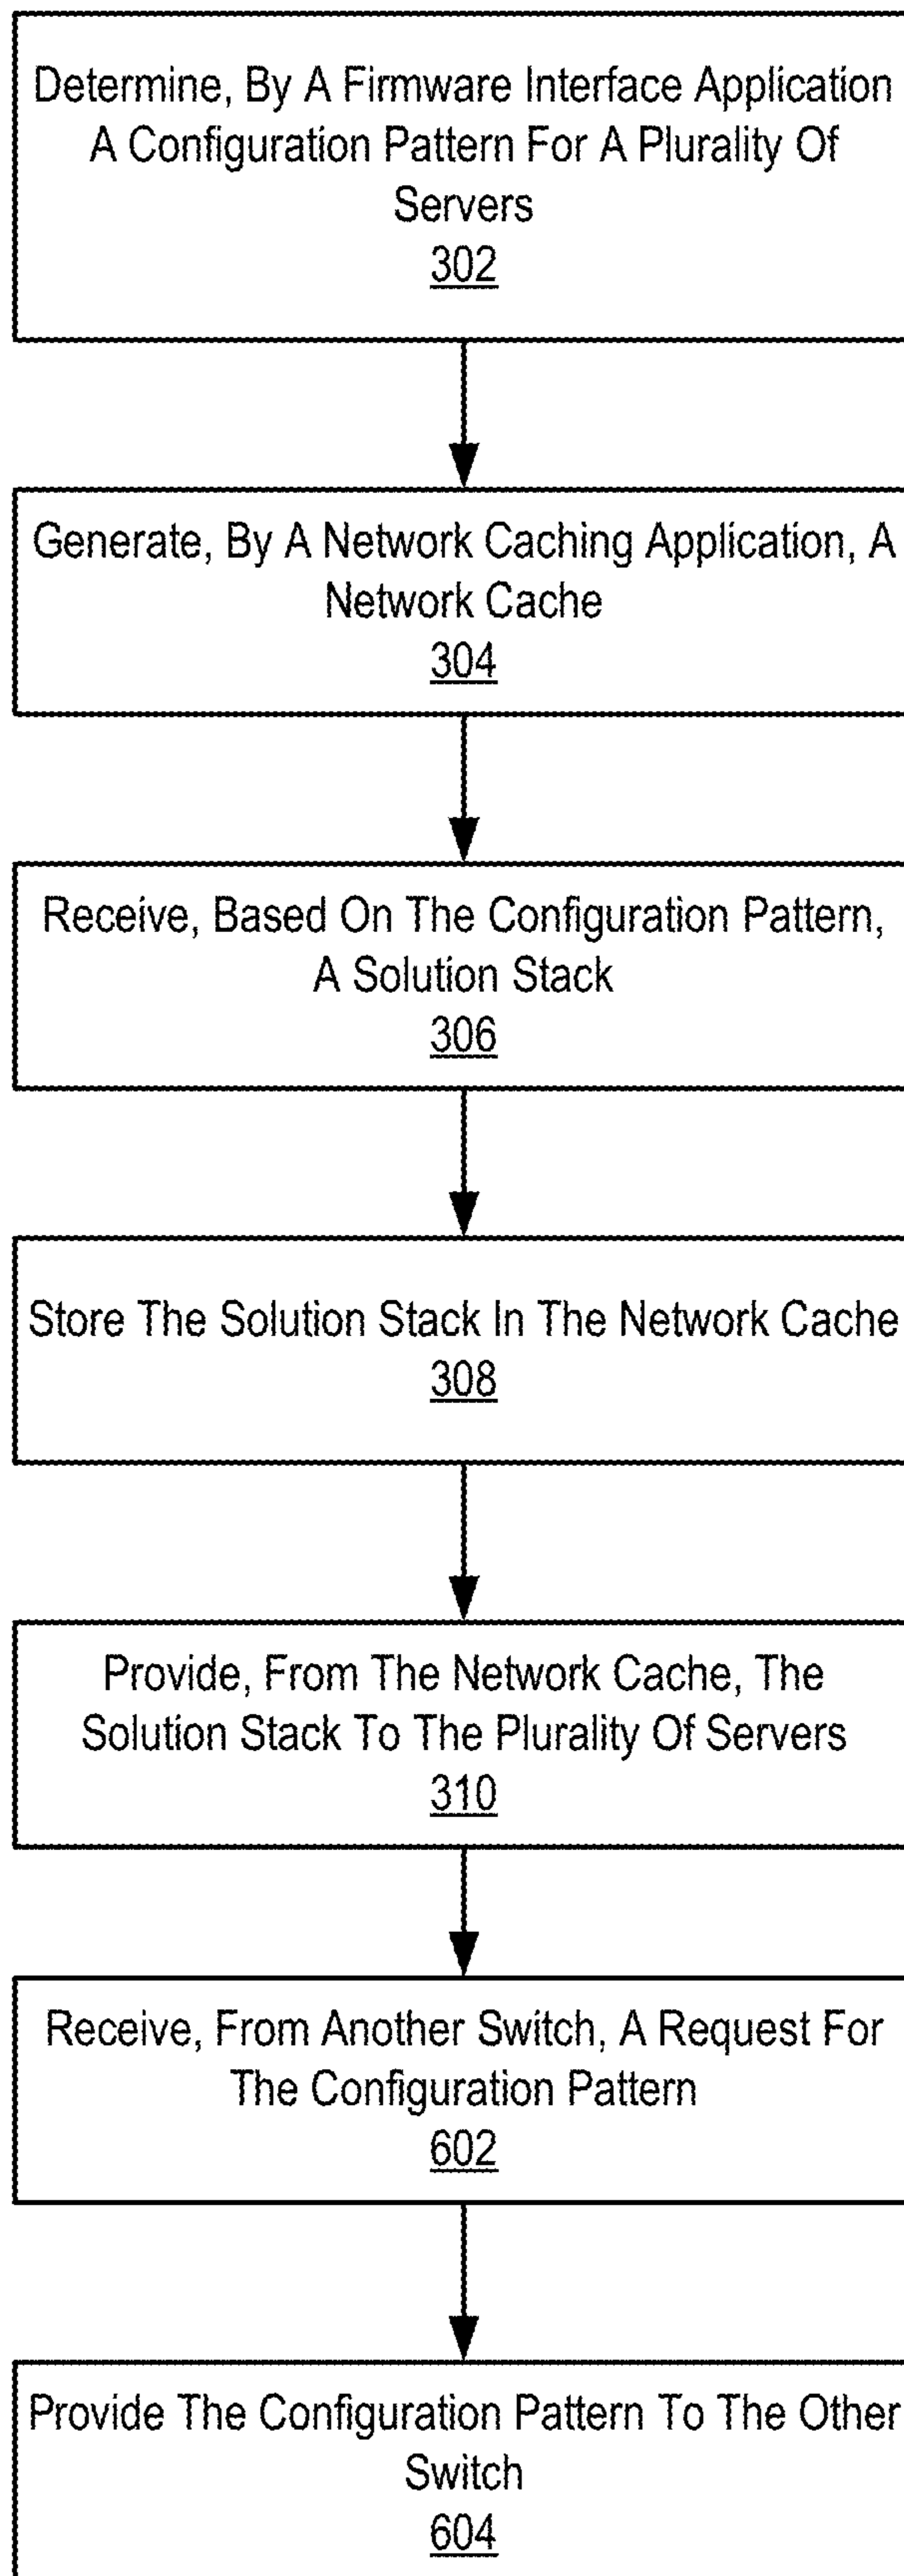 Determine, By A Firmware Interface Application
A Configuration Pattern For A Plurality Of
Servers
302
Generate, By A Network Caching Application, A
Network Cache
304
Receive, Based On The Configuration Pattern,
A Solution Stack
306
Store The Solution Stack In The Network Cache
308
Provide, From The Network Cache, The
Solution Stack To The Plurality Of Servers
310
Receive, From Another Switch, A Request For
The Configuration Pattern
602
Provide The Configuration Pattern To The Other
Switch
604